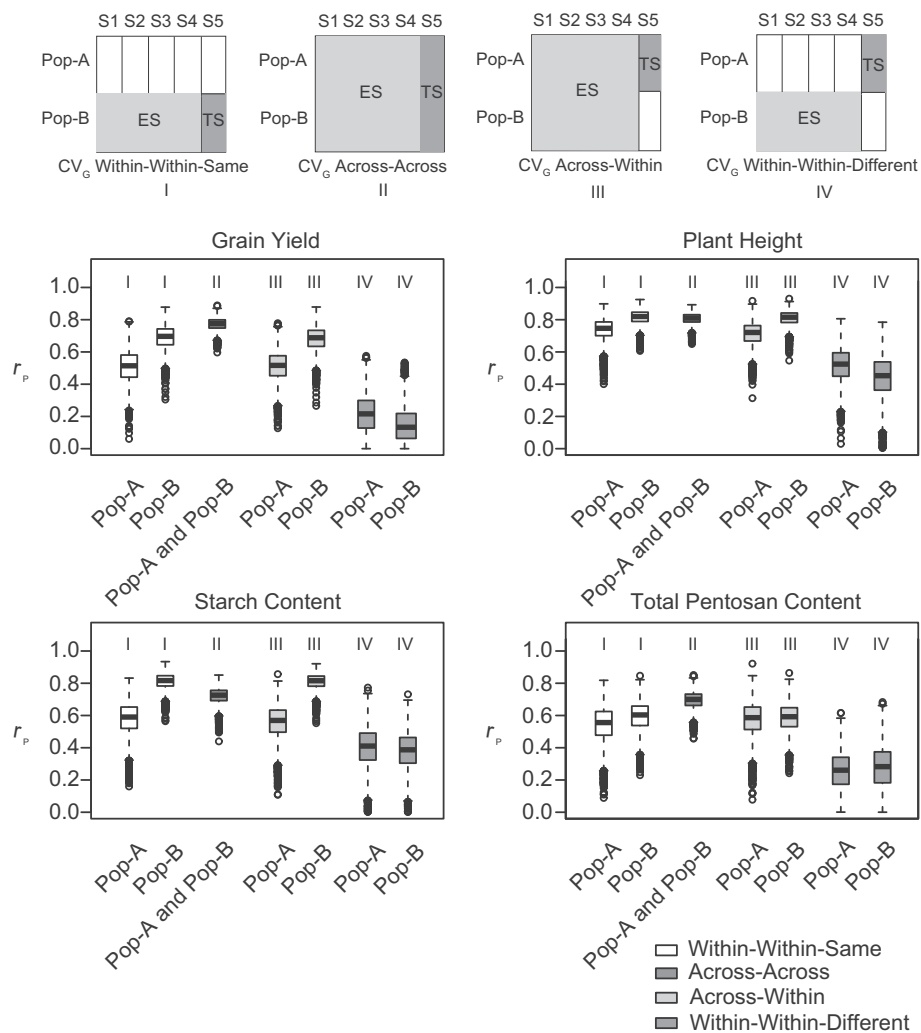 S1 S2 S3 S4 S5
Pop-A
Pop-B
ES
TS
CVG Within-Within-Same
I
S1 S2 S3 S4 S5
Pop-A
Pop-B
ES
TS
CVG Across-Across
II
S1 S2 S3 S4 S5
Pop-A
Pop-B
ES
TS
CVG Across-Within
III
S1 S2 S3 S4 S5
Pop-A
Pop-B
ES
TS
CVG Within-Within-Different
IV
Grain Yield
I I II III III IV IV
1.0
0.8
0.6
0.4
0.2
0.0
rP
Pop-A
Pop-B
Pop-A and Pop-B
Pop-A
Pop-B
Pop-A
Pop-B
Plant Height
I I II III III IV IV
1.0
0.8
0.6
0.4
0.2
0.0
Pop-A
Pop-B
Pop-A and Pop-B
Pop-A
Pop-B
Pop-A
Pop-B
Starch Content
I I II III III IV IV
1.0
0.8
0.6
0.4
0.2
0.0
rP
Pop-A
Pop-B
Pop-A and Pop-B
Pop-A
Pop-B
Pop-A
Pop-B
Total Pentosan Content
I I II III III IV IV
1.0
0.8
0.6
0.4
0.2
0.0
rP
Pop-A
Pop-B
Pop-A and Pop-B
Pop-A
Pop-B
Pop-A
Pop-B
Within-Within-Same
Across-Across
Across-Within
Within-Within-Different